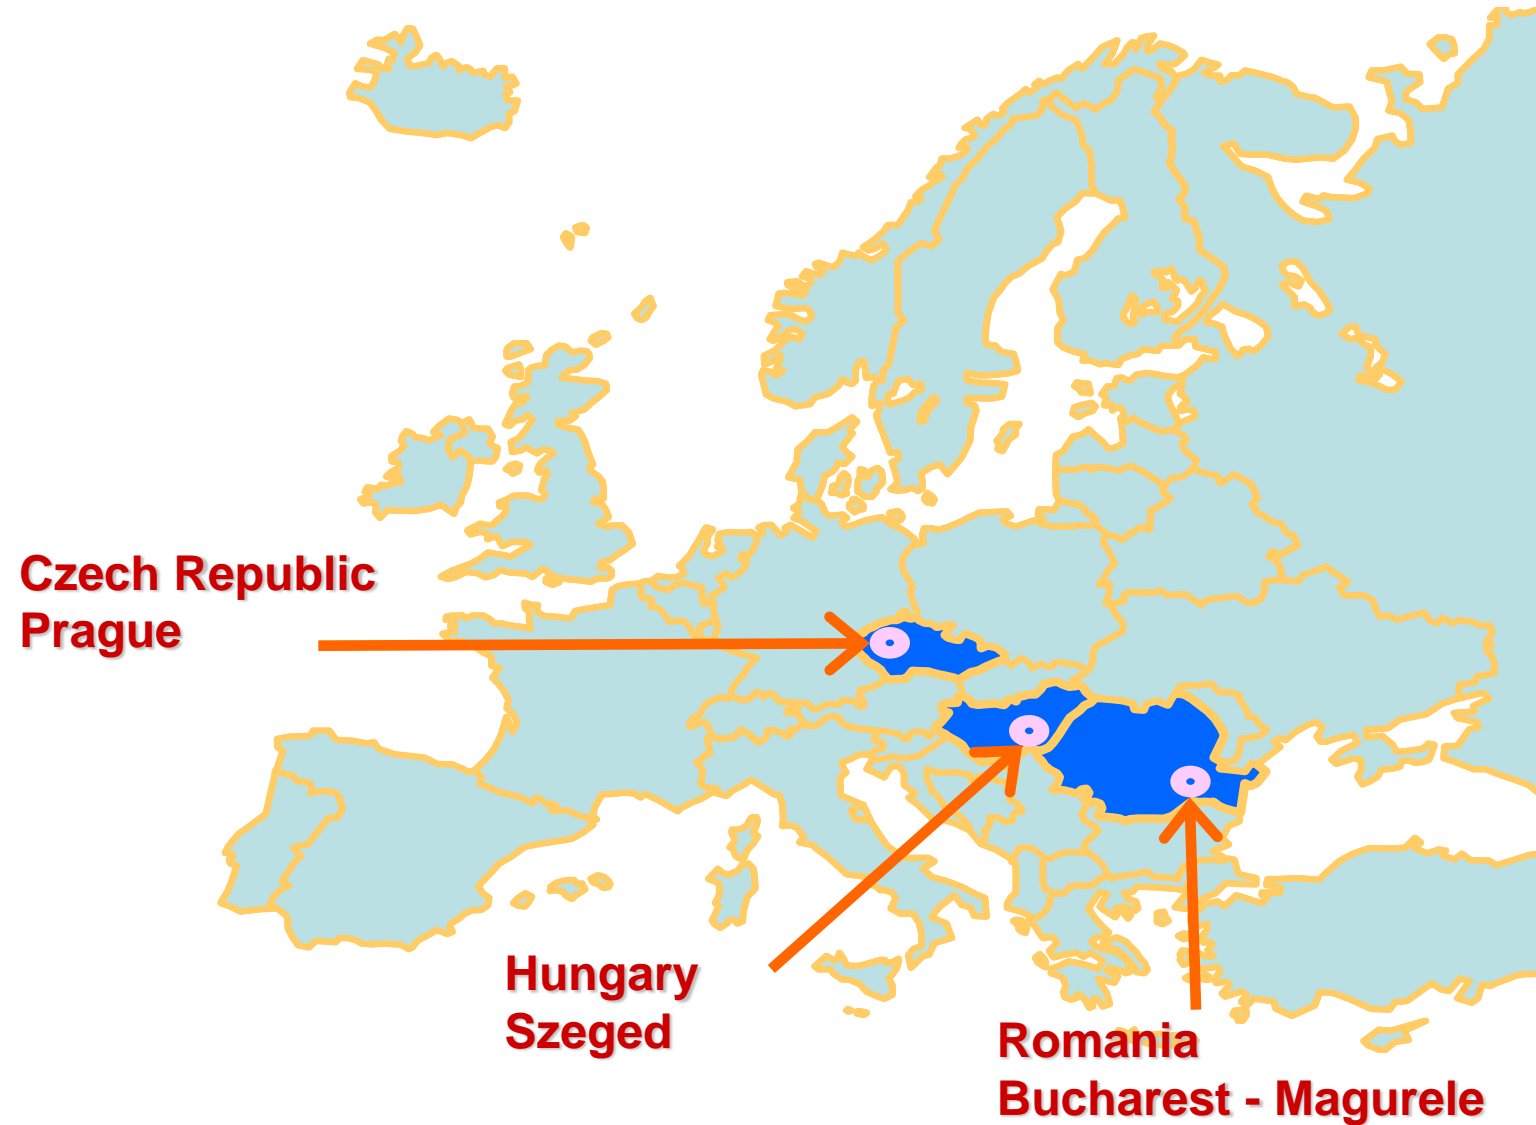 Czech Republic
Prague
Hungary
Szeged
Romania
Bucharest - Magurele